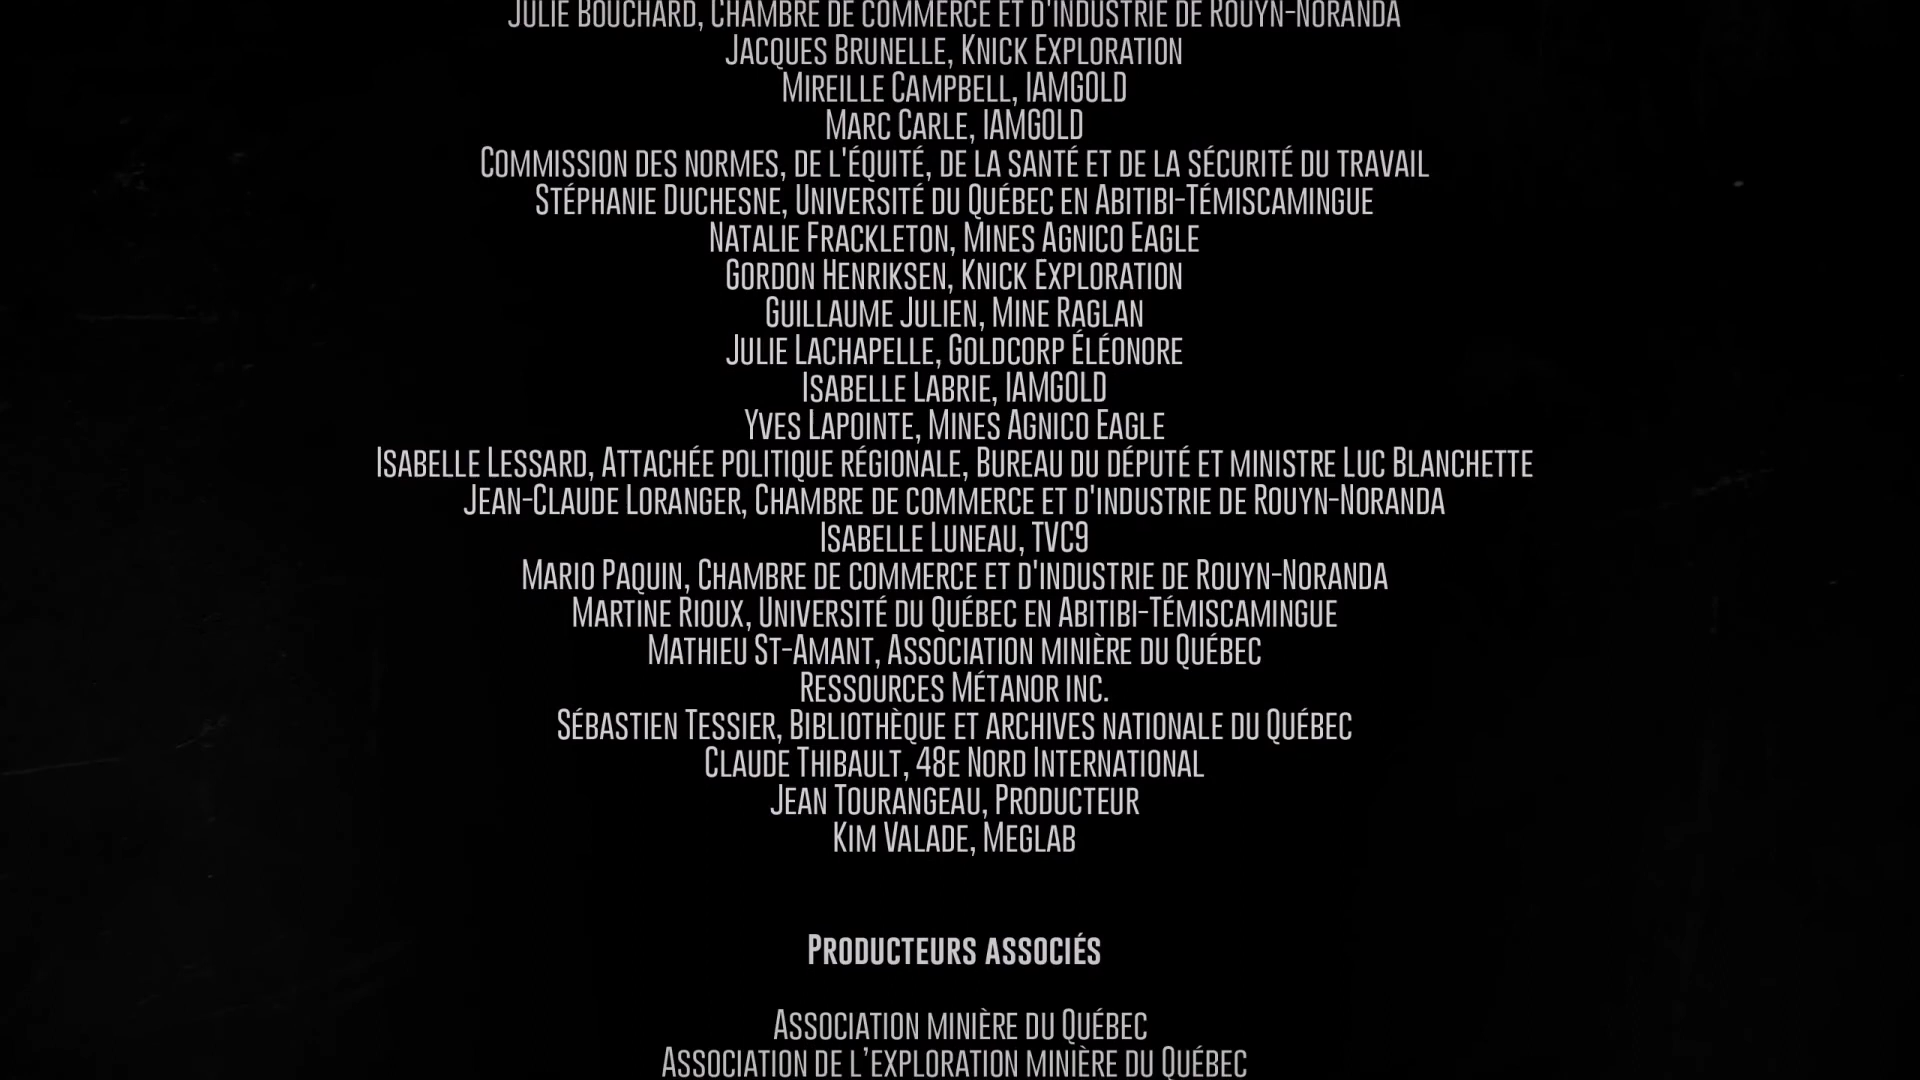 Julie Bouchard, Chambre de commerce et d'industrie de Rouyn-Noranda
Jacques Brunelle, Knick Exploration
Mireille Campbell, IAMGOLD
Marc Carle, IAMGOLD
Commission des normes, de l'équité, de la santé et de la sécurité du travail
Stéphanie Duchesne, Université du Québec en Abitibi-Témiscamingue
Natalie Frackleton, Mines Agnico Eagle
Gordon Henriksen, Knick Exploration
Guillaume Julien, Mine Raglan
Julie Lachapelle, Goldcorp Éléonore
Isabelle Labrie, IAMGOLD
Yves Lapointe, Mines Agnico Eagle
Isabelle Lessard, Attachée politique régionale, Bureau du député et ministre Luc Blanchette
Jean-Claude Loranger, Chambre de commerce et d'industrie de Rouyn-Noranda
Isabelle Luneau, TVC9
Mario Paquin, Chambre de commerce et d'industrie de Rouyn-Noranda
Martine Rioux, Université du Québec en Abitibi-Témiscamingue
Mathieu St-Amant, Association minière du Québec
Ressources Métanor inc.
Sébastien Tessier, Bibliothèque et archives nationale du Québec
Claude Thibault, 48e Nord International
Jean Tourangeau, Producteur
Kim Valade, Meglab
Producteurs associés
Association minière du Québec
Association de l’exploration minière du Québec